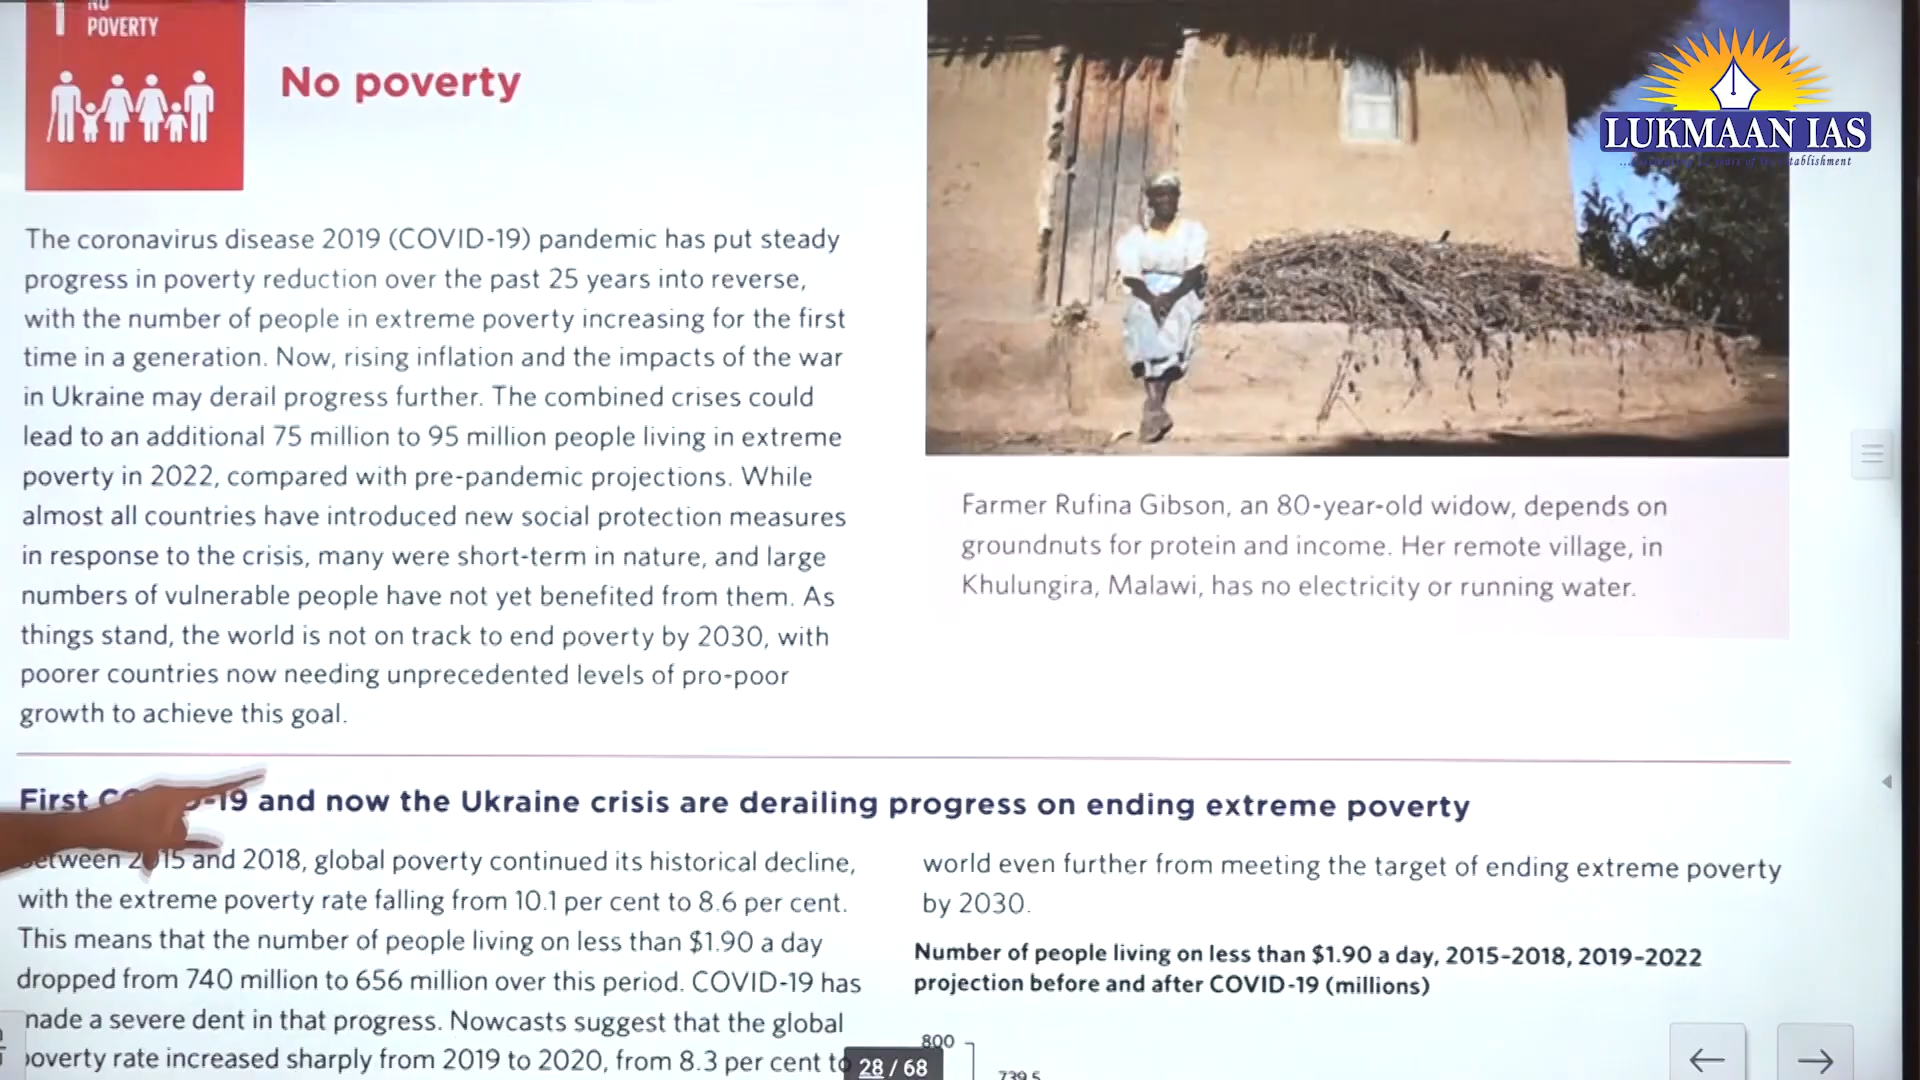 NO
1 POVERTY
No poverty
LUKMAAN IAS
The coronavirus disease 2019 (COVID-19) pandemic has put steady
progress in poverty reduction over the past 25 years into reverse,
with the number of people in extreme poverty increasing for the first
time in a generation. Now, rising inflation and the impacts of the war
in Ukraine may derail progress further. The combined crises could
lead to an additional 75 million to 95 million people living in extreme
poverty in 2022, compared with pre-pandemic projections. While
almost all countries have introduced new social protection measures
in response to the crisis, many were short-term in nature, and large
numbers of vulnerable people have not yet benefited from them. As
things stand, the world is not on track to end poverty by 2030, with
poorer countries now needing unprecedented levels of pro-poor
growth to achieve this goal.
Farmer Rufina Gibson, an 80-year-old widow, depends on
groundnuts for protein and income. Her remote village, in
Khulungira, Malawi, has no electricity or running water.
First and now the Ukraine crisis are derailing progress on ending extreme poverty
and 2018, global poverty continued its historical decline,
with the extreme poverty rate falling from 10.1 per cent to 8.6 per cent.
This means that the number of people living on less than $1.90 a day
dropped from 740 million to 656 million over this period. COVID-19 has
made a severe dent in that progress. Nowcasts suggest that the global
poverty rate increased sharply from 2019 to 2020, from 8.3 per cent to
world even further from meeting the target of ending extreme poverty
by 2030.
Number of people living on less than $1.90 a day, 2015–2018, 2019–2022
projection before and after COVID-19 (millions)
800
739.5
28 / 68